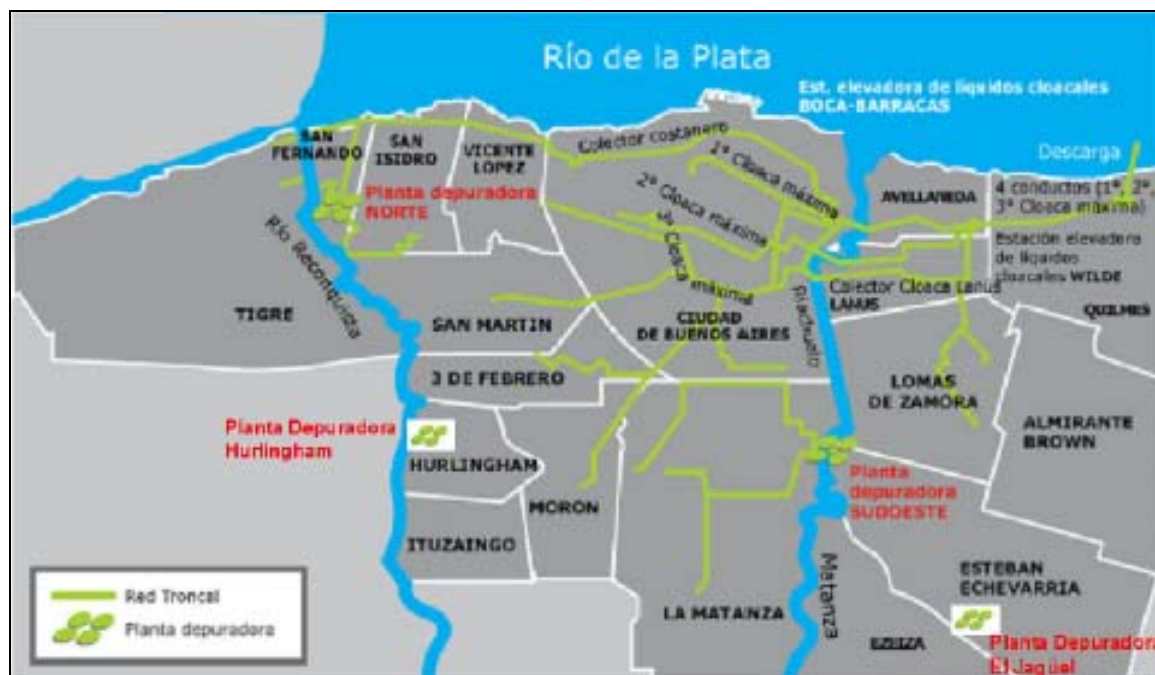 Río de la Plata
Est. elevadora de líquidos cloacales
BOCA-BARRACAS
Descarga
SAN
FERNANDO
SAN
ISIDRO
VICENTE
LOPEZ
Colector costanero
1ª Cloaca máxima
2ª Cloaca máxima
3ª Cloaca máxima
AVELLANEDA
4 conductos (1ª, 2ª,
3ª Cloaca máxima)
Planta depuradora
NORTE
Estación elevadora
de líquidos
cloacales WILDE
Río Reconquista
Colector Cloaca Lanus
LANUS
Riachuelo
QUILMES
TIGRE
SAN MARTIN
CIUDAD
DE BUENOS AIRES
3 DE FEBRERO
LOMAS
DE ZAMORA
ALMIRANTE
BROWN
Planta Depuradora
Hurlingham
HURLINGHAM
MORON
Planta
depuradora
SUDOESTE
ITUZAINGO
Matanza
ESTEBAN
ECHEVARRIA
LA MATANZA
EZEIZA
Planta Depuradora
El Jagüel
Red Troncal
Planta depuradora